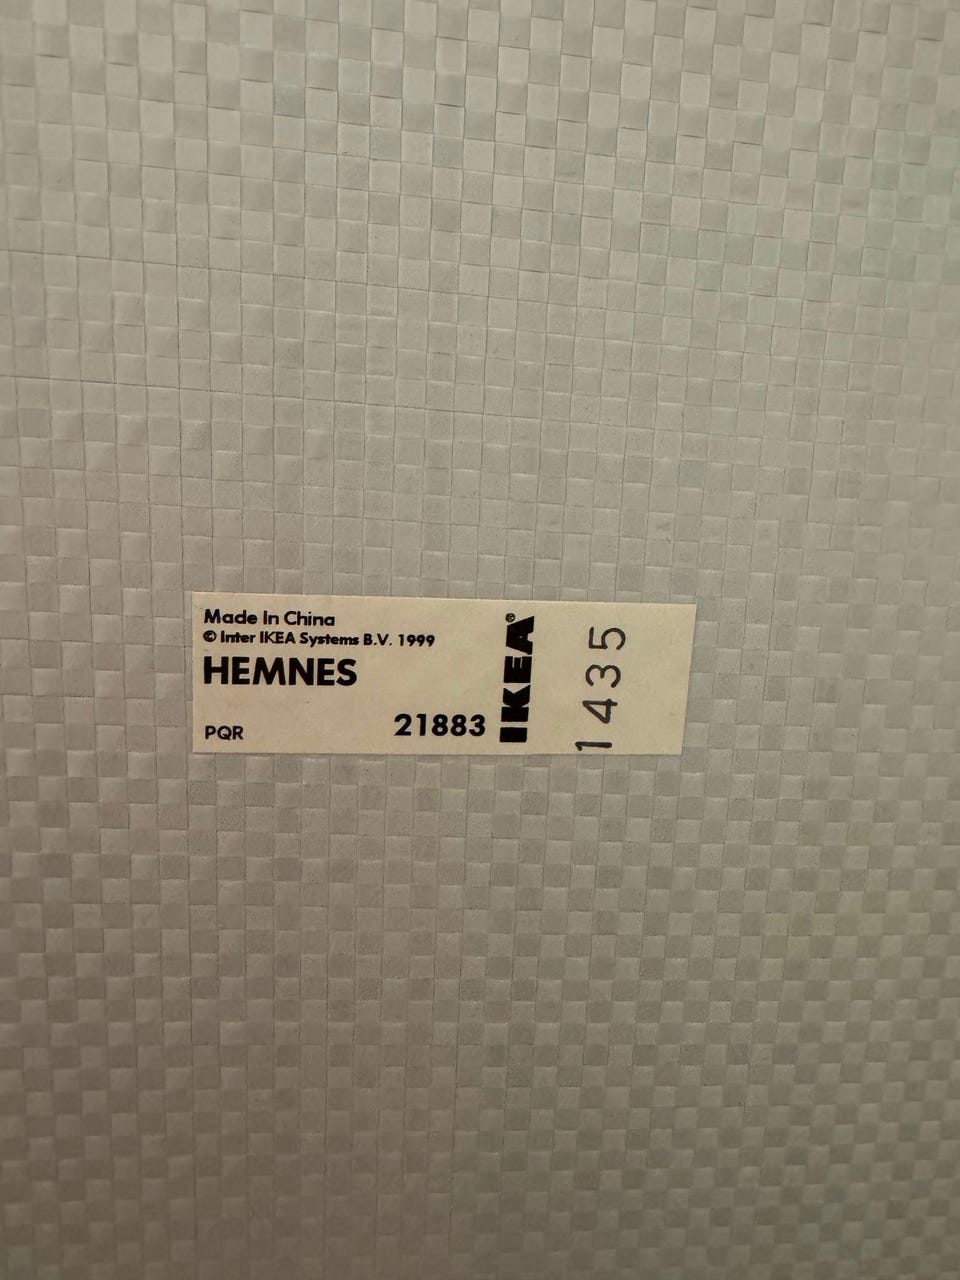 Made In China
© Inter IKEA Systems B.V. 1999
HEMNES
PQR
21883
IKEA®
1435